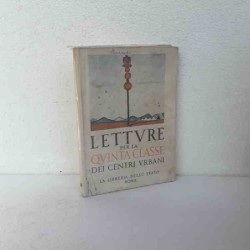 LETTVRE
PER LA
QVINTA CLASSE
DEI CENTRI VRBANI
LA LIBRERIA DELLO STATO
ROMA